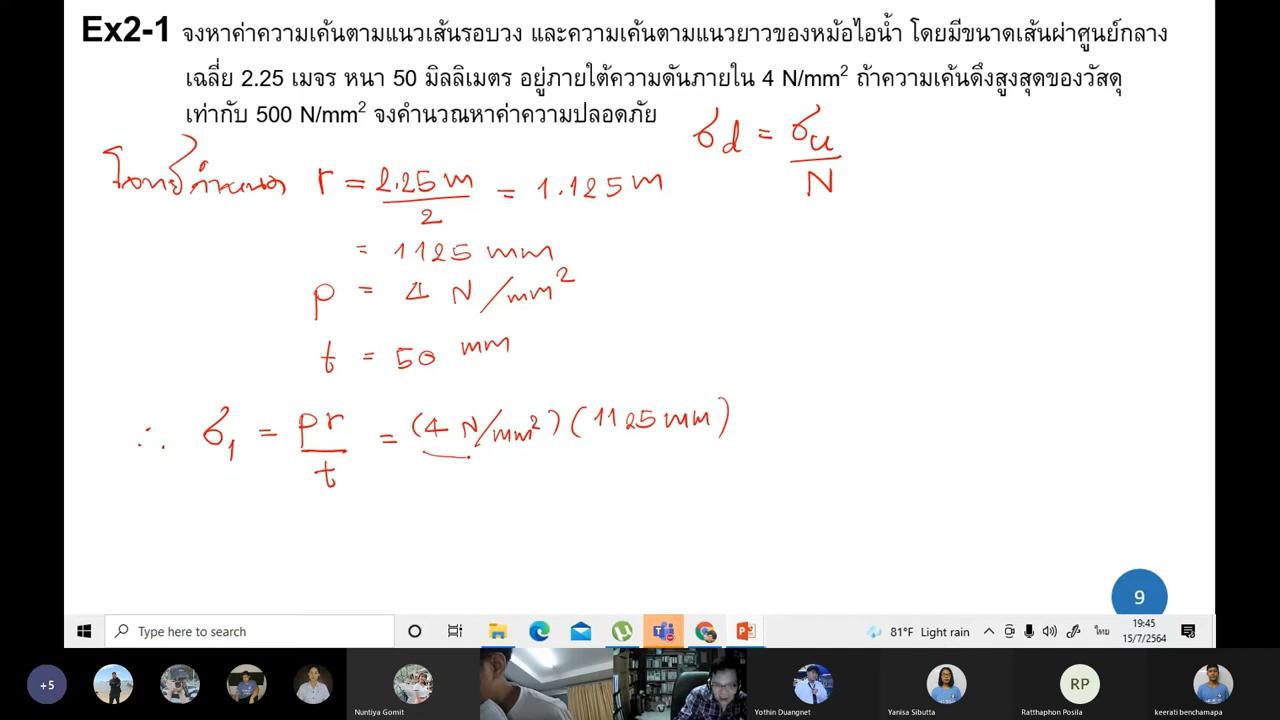 Ex2-1 จงหาค่าความเค้นตามแนวเส้นรอบวง และความเค้นตามแนวยาวของหม้อไอน้ำ โดยมีขนาดเส้นผ่าศูนย์กลาง
เฉลี่ย 2.25 เมจร หนา 50 มิลลิเมตร อยู่ภายใต้ความดันภายใน 4 N/mm² ถ้าความเค้นดึงสูงสุดของวัสดุ
เท่ากับ 500 N/mm² จงคำนวณหาค่าความปลอดภัย
σd = σu / N
โจทย์กำหนด r = 2.25 m / 2 = 1.125 m
= 1125 mm
p = 4 N/mm²
t = 50 mm
∴ σ1 = pr / t = (4 N/mm²)(1125 mm)
9
Type here to search
81°F Light rain
ไทย
19:45
15/7/2564
+5
Nuntiya Gomit
Yothin Duangnet
Yanisa Sibutta
RP
Ratthaphon Posila
keerati benchamapa